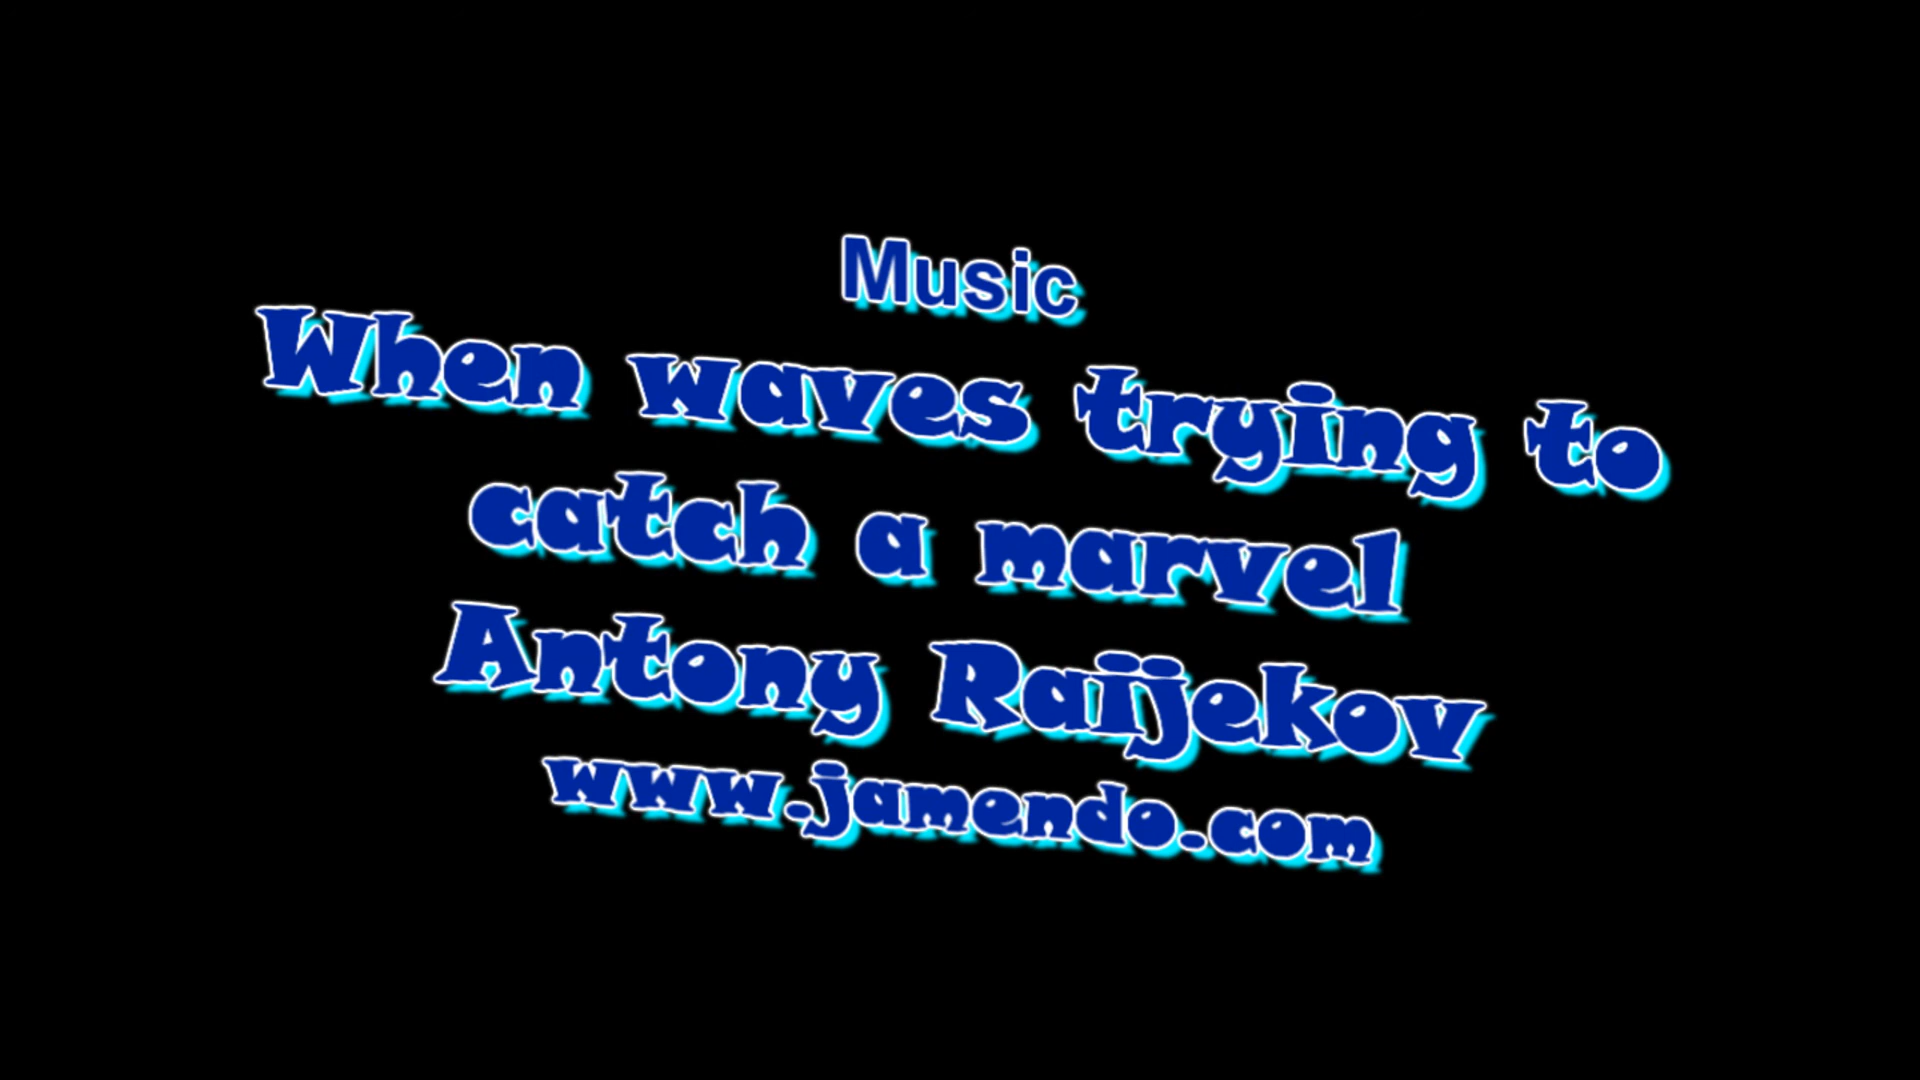 Music
When waves trying to
catch a marvel
Antony Raijekov
www.jamendo.com